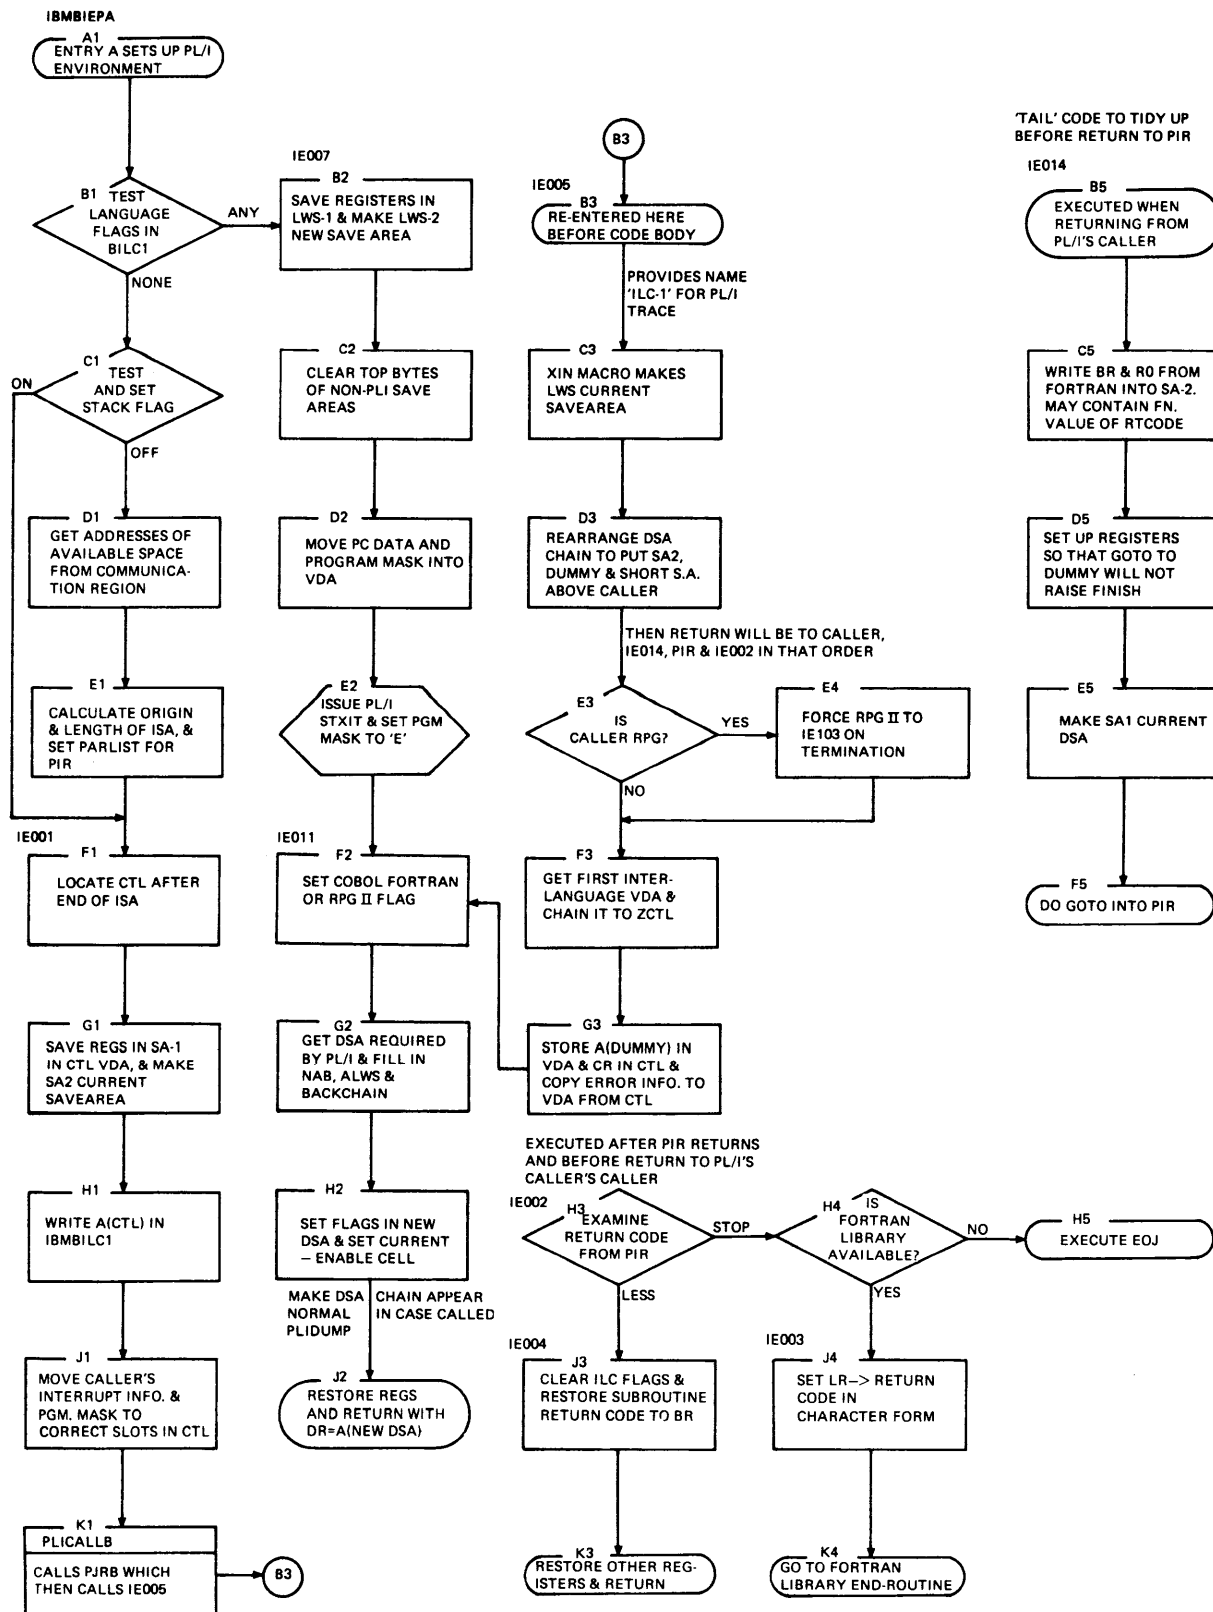 IBMBIEPA
A1
ENTRY A SETS UP PL/I
ENVIRONMENT
B1
TEST
LANGUAGE
FLAGS IN
BILC1
ANY
NONE
C1
TEST
AND SET
STACK FLAG
ON
OFF
D1
GET ADDRESSES OF
AVAILABLE SPACE
FROM COMMUNICA-
TION REGION
E1
CALCULATE ORIGIN
& LENGTH OF ISA, &
SET PARLIST FOR
PIR
IE001
F1
LOCATE CTL AFTER
END OF ISA
G1
SAVE REGS IN SA-1
IN CTL VDA, & MAKE
SA2 CURRENT
SAVEAREA
H1
WRITE A(CTL) IN
IBMBILC1
J1
MOVE CALLER'S
INTERRUPT INFO. &
PGM. MASK TO
CORRECT SLOTS IN CTL
K1
PLICALLB
CALLS PJRB WHICH
THEN CALLS IE005
B3
IE007
B2
SAVE REGISTERS IN
LWS-1 & MAKE LWS-2
NEW SAVE AREA
C2
CLEAR TOP BYTES
OF NON-PLI SAVE
AREAS
D2
MOVE PC DATA AND
PROGRAM MASK INTO
VDA
E2
ISSUE PL/I
STXIT & SET PGM
MASK TO 'E'
IE011
F2
SET COBOL FORTRAN
OR RPG II FLAG
G2
GET DSA REQUIRED
BY PL/I & FILL IN
NAB, ALWS &
BACKCHAIN
H2
SET FLAGS IN NEW
DSA & SET CURRENT
– ENABLE CELL
MAKE DSA CHAIN APPEAR
NORMAL IN CASE CALLED
PLIDUMP
J2
RESTORE REGS
AND RETURN WITH
DR=A(NEW DSA)
B3
IE005
B3
RE-ENTERED HERE
BEFORE CODE BODY
PROVIDES NAME
'ILC-1' FOR PL/I
TRACE
C3
XIN MACRO MAKES
LWS CURRENT
SAVEAREA
D3
REARRANGE DSA
CHAIN TO PUT SA2,
DUMMY & SHORT S.A.
ABOVE CALLER
THEN RETURN WILL BE TO CALLER,
IE014, PIR & IE002 IN THAT ORDER
E3
IS
CALLER RPG?
YES
NO
E4
FORCE RPG II TO
IE103 ON
TERMINATION
F3
GET FIRST INTER-
LANGUAGE VDA &
CHAIN IT TO ZCTL
G3
STORE A(DUMMY) IN
VDA & CR IN CTL &
COPY ERROR INFO. TO
VDA FROM CTL
EXECUTED AFTER PIR RETURNS
AND BEFORE RETURN TO PL/I'S
CALLER'S CALLER
IE002
H3
EXAMINE
RETURN CODE
FROM PIR
STOP
LESS
H4
IS
FORTRAN
LIBRARY
AVAILABLE?
NO
YES
H5
EXECUTE EOJ
IE004
J3
CLEAR ILC FLAGS &
RESTORE SUBROUTINE
RETURN CODE TO BR
IE003
J4
SET LR–> RETURN
CODE IN
CHARACTER FORM
K3
RESTORE OTHER REG-
ISTERS & RETURN
K4
GO TO FORTRAN
LIBRARY END-ROUTINE
'TAIL' CODE TO TIDY UP
BEFORE RETURN TO PIR
IE014
B5
EXECUTED WHEN
RETURNING FROM
PL/I'S CALLER
C5
WRITE BR & R0 FROM
FORTRAN INTO SA-2.
MAY CONTAIN FN.
VALUE OF RTCODE
D5
SET UP REGISTERS
SO THAT GOTO TO
DUMMY WILL NOT
RAISE FINISH
E5
MAKE SA1 CURRENT
DSA
F5
DO GOTO INTO PIR